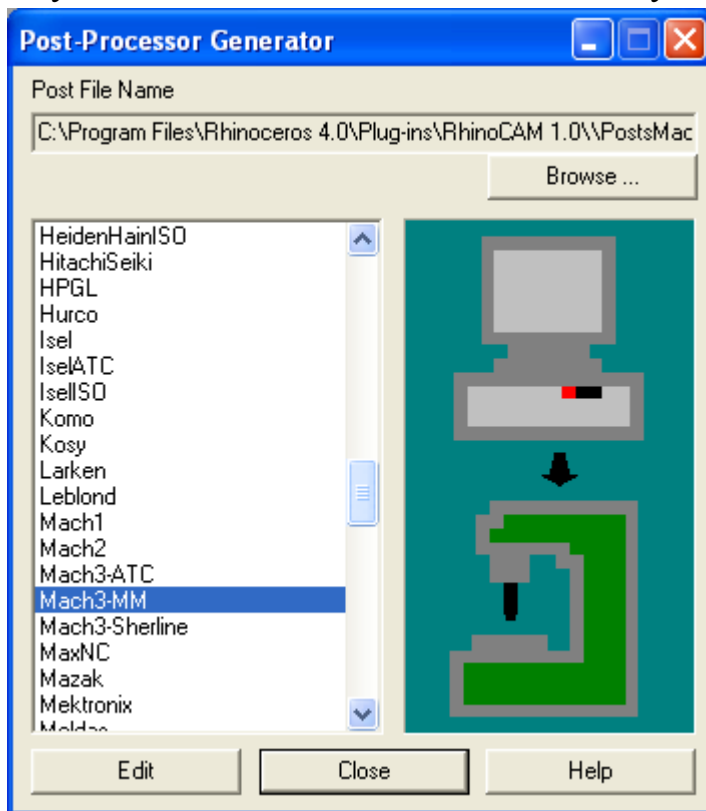 Post-Processor Generator
Post File Name
C:\Program Files\Rhinoceros 4.0\Plug-ins\RhinoCAM 1.0\\PostsMac
Browse ...
HeidenHainISO
HitachiSeiki
HPGL
Hurco
Isel
IselATC
IselISO
Komo
Kosy
Larken
Leblond
Mach1
Mach2
Mach3-ATC
Mach3-MM
Mach3-Sherline
MaxNC
Mazak
Mektronix
Edit
Close
Help